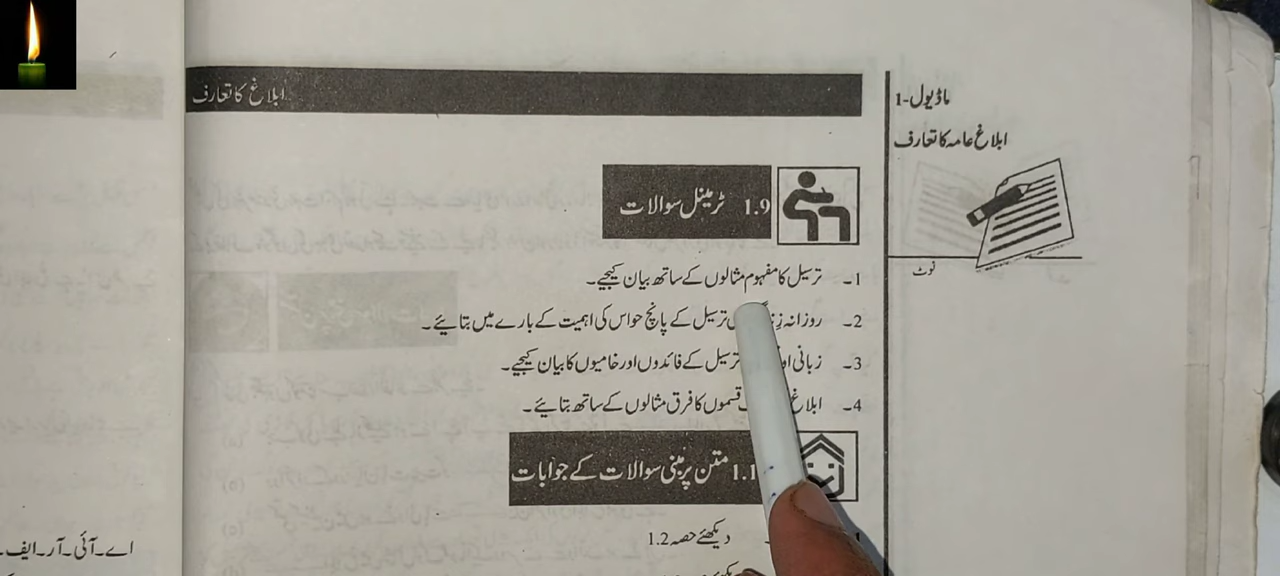 ابلاغ کا تعارف
ماڈیول-1
ابلاغ عامہ کا تعارف
نوٹ
1.9 ٹرمینل سوالات
1۔ ترسیل کا مفہوم مثالوں کے ساتھ بیان کیجیے۔
2۔ روزانہ ترسیل کے پانچ حواس کی اہمیت کے بارے میں بتائیے۔
3۔ زبانی ترسیل کے فائدوں اور خامیوں کا بیان کیجیے۔
4۔ ابلاغ قسموں کا فرق مثالوں کے ساتھ بتائیے۔
1.1 متن پر مبنی سوالات کے جوابات
دیکھئے حصہ 1.2
اے۔آئی۔آر۔ایف۔